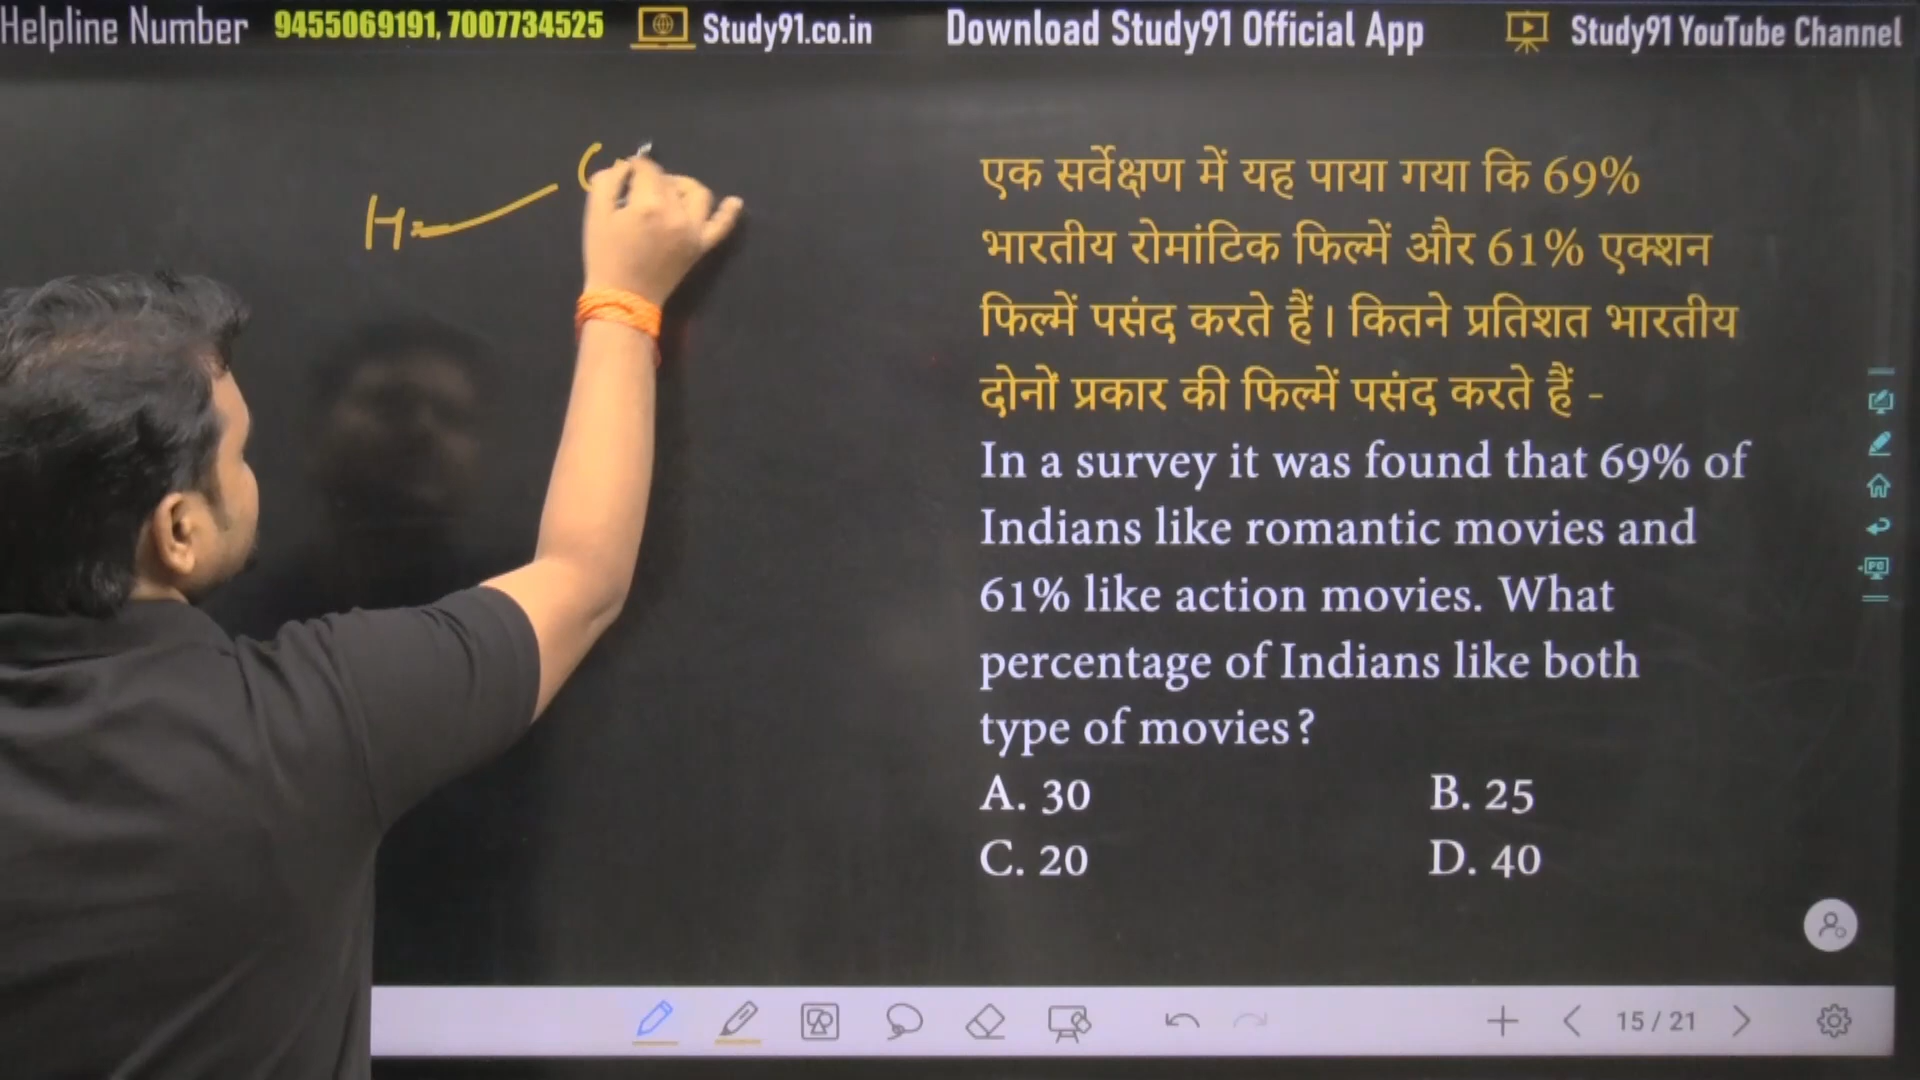 Helpline Number 9455069191, 7007734525 Study91.co.in Download Study91 Official App Study91 YouTube Channel
H
एक सर्वेक्षण में यह पाया गया कि 69%
भारतीय रोमांटिक फिल्में और 61% एक्शन
फिल्में पसंद करते हैं। कितने प्रतिशत भारतीय
दोनों प्रकार की फिल्में पसंद करते हैं -
In a survey it was found that 69% of
Indians like romantic movies and
61% like action movies. What
percentage of Indians like both
type of movies?
A. 30 B. 25
C. 20 D. 40
15 / 21